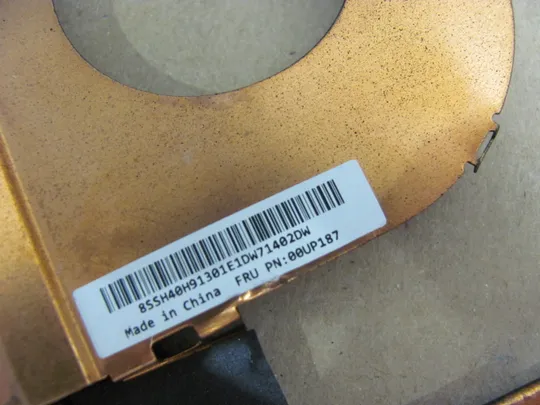 8SSH40H91301E1DW71402DW
Made in China FRU PN:00UP187